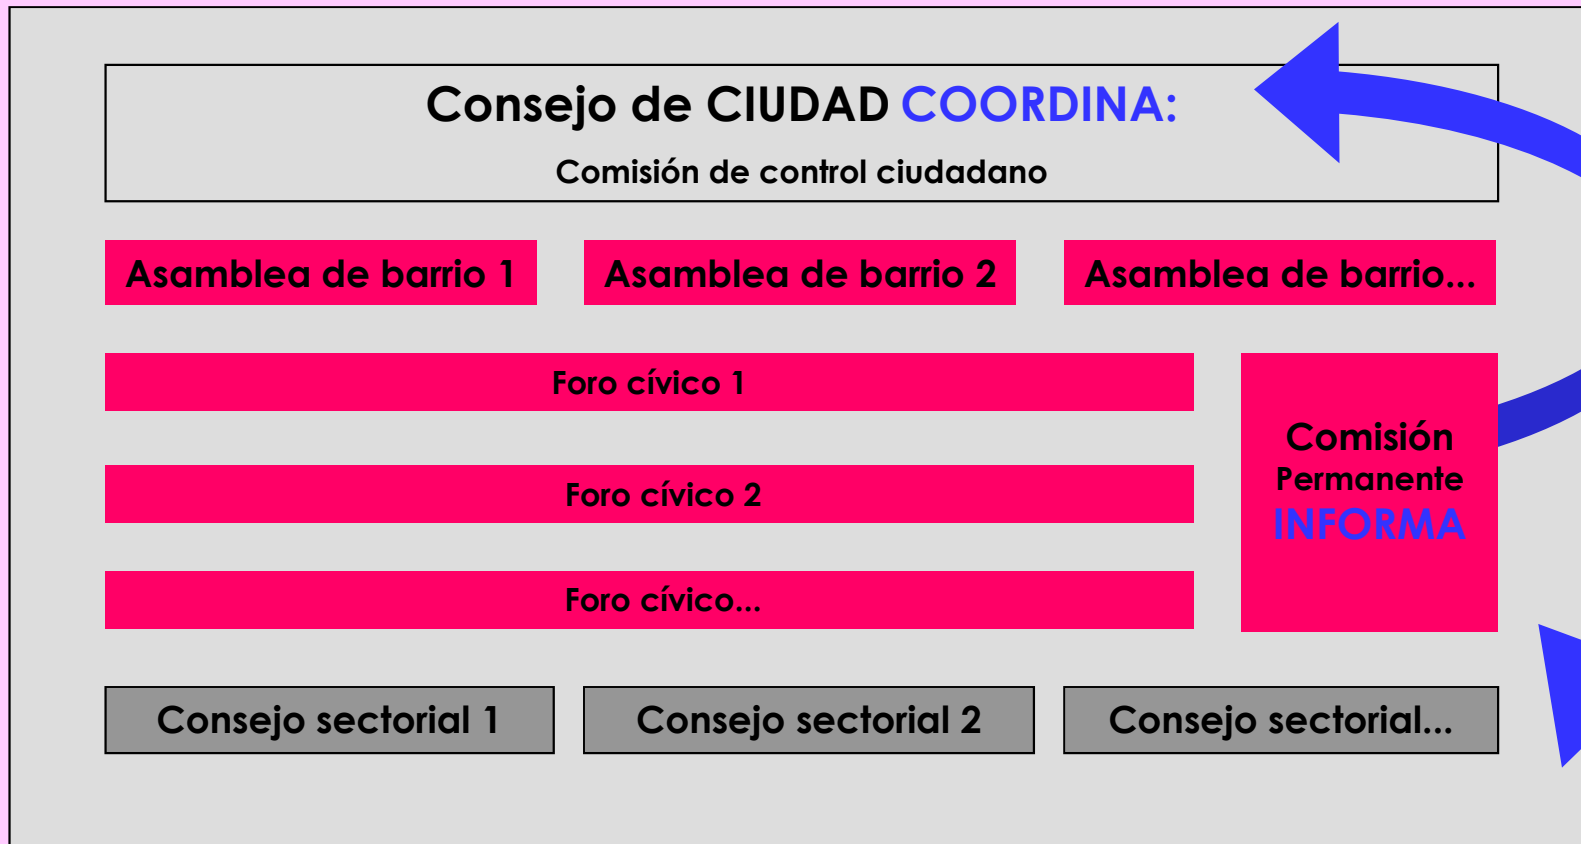 Consejo de CIUDAD COORDINA:
Comisión de control ciudadano
Asamblea de barrio 1
Asamblea de barrio 2
Asamblea de barrio...
Foro cívico 1
Foro cívico 2
Foro cívico...
Comisión
Permanente
INFORMA
Consejo sectorial 1
Consejo sectorial 2
Consejo sectorial...